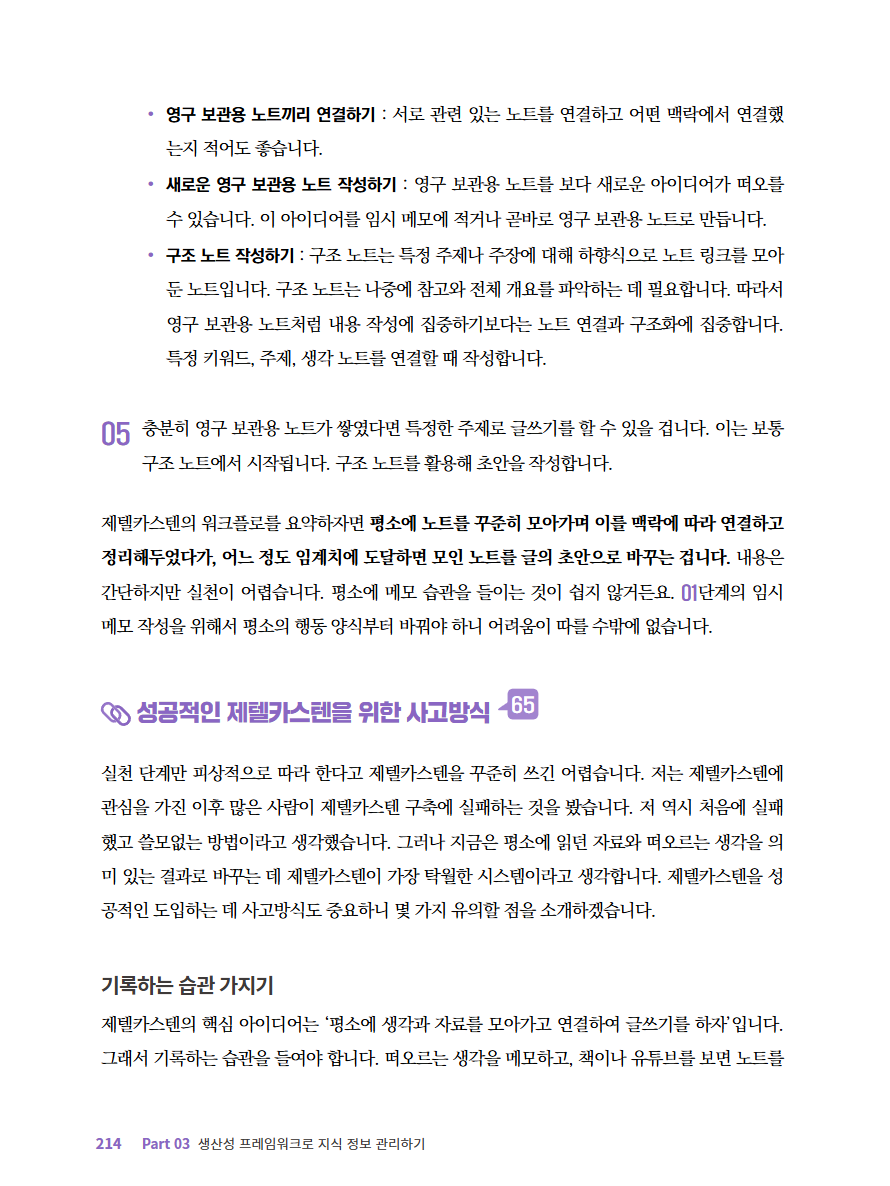 • 영구 보관용 노트끼리 연결하기 : 서로 관련 있는 노트를 연결하고 어떤 맥락에서 연결했
는지 적어도 좋습니다.
• 새로운 영구 보관용 노트 작성하기 : 영구 보관용 노트를 보다 새로운 아이디어가 떠오를
수 있습니다. 이 아이디어를 임시 메모에 적거나 곧바로 영구 보관용 노트로 만듭니다.
• 구조 노트 작성하기 : 구조 노트는 특정 주제나 주장에 대해 하향식으로 노트 링크를 모아
둔 노트입니다. 구조 노트는 나중에 참고와 전체 개요를 파악하는 데 필요합니다. 따라서
영구 보관용 노트처럼 내용 작성에 집중하기보다는 노트 연결과 구조화에 집중합니다.
특정 키워드, 주제, 생각 노트를 연결할 때 작성합니다.
05 충분히 영구 보관용 노트가 쌓였다면 특정한 주제로 글쓰기를 할 수 있을 겁니다. 이는 보통
구조 노트에서 시작됩니다. 구조 노트를 활용해 초안을 작성합니다.
제텔카스텐의 워크플로를 요약하자면 평소에 노트를 꾸준히 모아가며 이를 맥락에 따라 연결하고
정리해두었다가, 어느 정도 임계치에 도달하면 모인 노트를 글의 초안으로 바꾸는 겁니다. 내용은
간단하지만 실천이 어렵습니다. 평소에 메모 습관을 들이는 것이 쉽지 않거든요. 01단계의 임시
메모 작성을 위해서 평소의 행동 양식부터 바꿔야 하니 어려움이 따를 수밖에 없습니다.
성공적인 제텔카스텐을 위한 사고방식 65
실천 단계만 피상적으로 따라 한다고 제텔카스텐을 꾸준히 쓰긴 어렵습니다. 저는 제텔카스텐에
관심을 가진 이후 많은 사람이 제텔카스텐 구축에 실패하는 것을 봤습니다. 저 역시 처음에 실패
했고 쓸모없는 방법이라고 생각했습니다. 그러나 지금은 평소에 읽던 자료와 떠오르는 생각을 의
미 있는 결과로 바꾸는 데 제텔카스텐이 가장 탁월한 시스템이라고 생각합니다. 제텔카스텐을 성
공적인 도입하는 데 사고방식도 중요하니 몇 가지 유의할 점을 소개하겠습니다.
기록하는 습관 가지기
제텔카스텐의 핵심 아이디어는 ‘평소에 생각과 자료를 모아가고 연결하여 글쓰기를 하자’입니다.
그래서 기록하는 습관을 들여야 합니다. 떠오르는 생각을 메모하고, 책이나 유튜브를 보면 노트를
214 Part 03 생산성 프레임워크로 지식 정보 관리하기